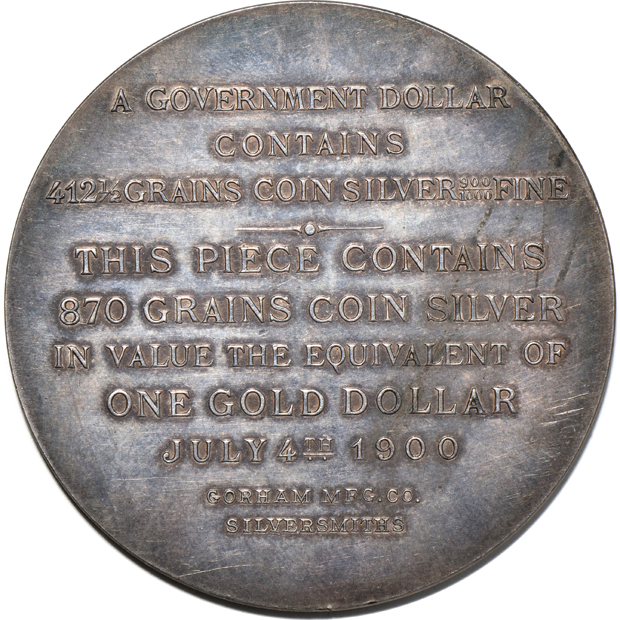 A GOVERNMENT DOLLAR
CONTAINS
412½ GRAINS COIN SILVER 900/1000 FINE
THIS PIECE CONTAINS
870 GRAINS COIN SILVER
IN VALUE THE EQUIVALENT OF
ONE GOLD DOLLAR
JULY 4TH 1900
GORHAM MFG. CO.
SILVERSMITHS